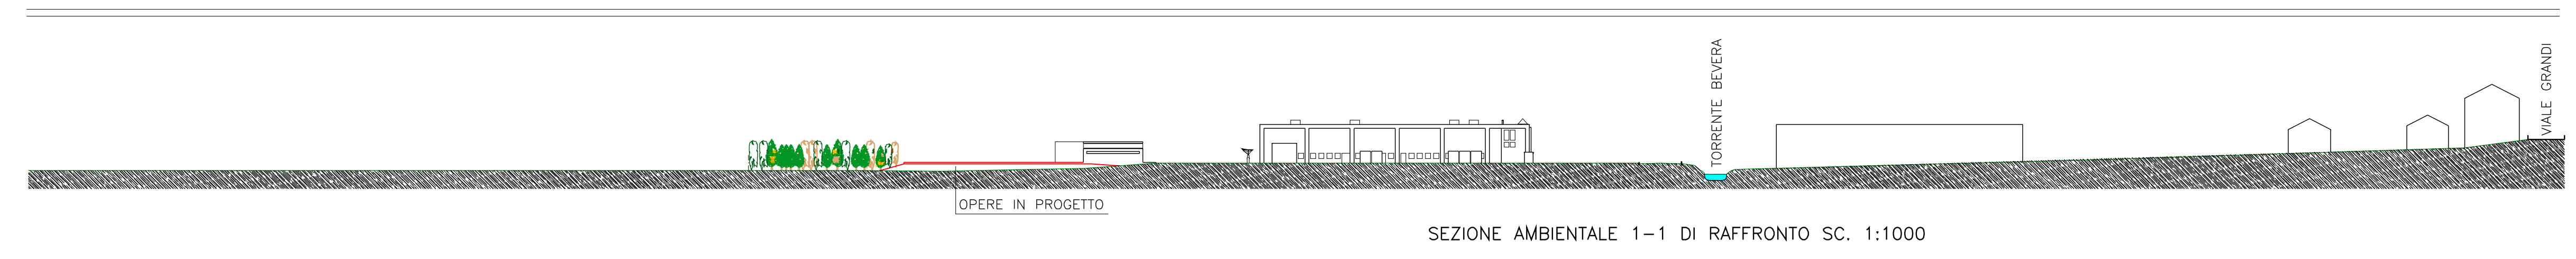 TORRENTE BEVERA
VIALE GRANDI
OPERE IN PROGETTO
SEZIONE AMBIENTALE 1-1 DI RAFFRONTO SC. 1:1000